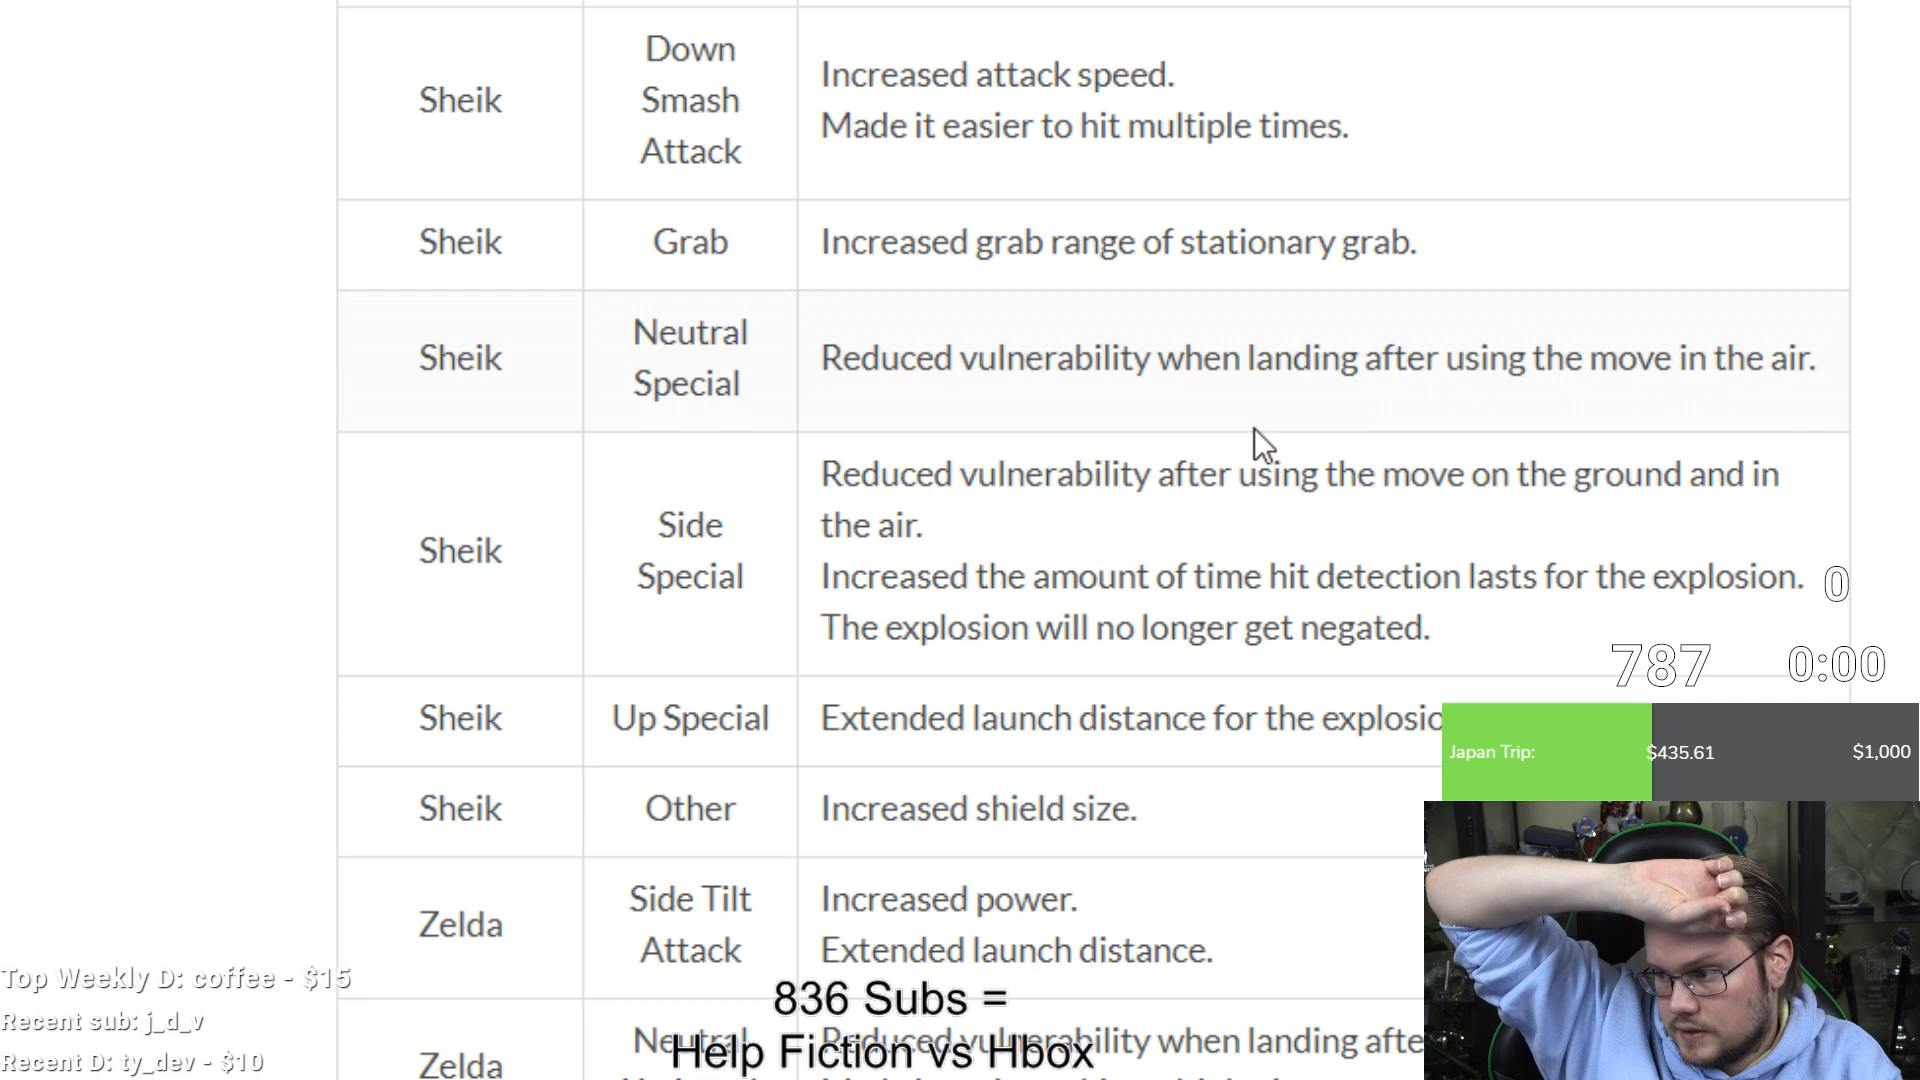 Sheik
Down
Smash
Attack
Increased attack speed.
Made it easier to hit multiple times.
Sheik
Grab
Increased grab range of stationary grab.
Sheik
Neutral
Special
Reduced vulnerability when landing after using the move in the air.
Sheik
Side
Special
Reduced vulnerability after using the move on the ground and in
the air.
Increased the amount of time hit detection lasts for the explosion.
The explosion will no longer get negated.
0
787
0:00
Sheik
Up Special
Extended launch distance for the
Japan Trip:
$435.61
$1,000
Sheik
Other
Increased shield size.
Zelda
Side Tilt
Attack
Increased power.
Extended launch distance.
Top Weekly D: coffee - $15
Recent sub: j_d_v
Recent D: ty_dev - $10
836 Subs =
Help Fiction vs Hbox
Zelda
Neutral
Reduced vulnerability when landing